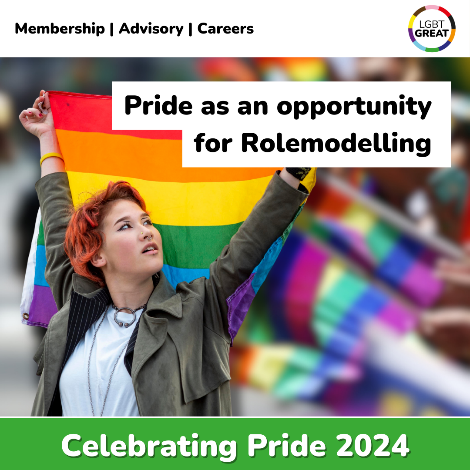 Membership | Advisory | Careers
LGBT
GREAT
Pride as an opportunity
for Rolemodelling
Celebrating Pride 2024